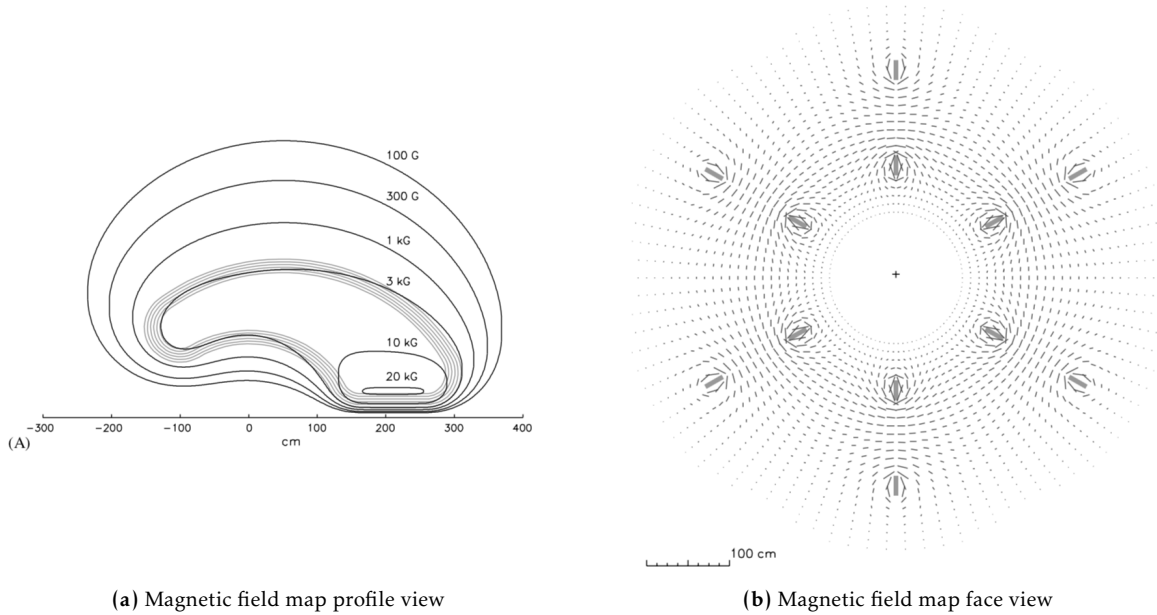 100 G
300 G
1 kG
3 kG
10 kG
20 kG
−300 −200 −100 0 100 200 300 400
(A)
cm
100 cm
(a) Magnetic field map profile view
(b) Magnetic field map face view